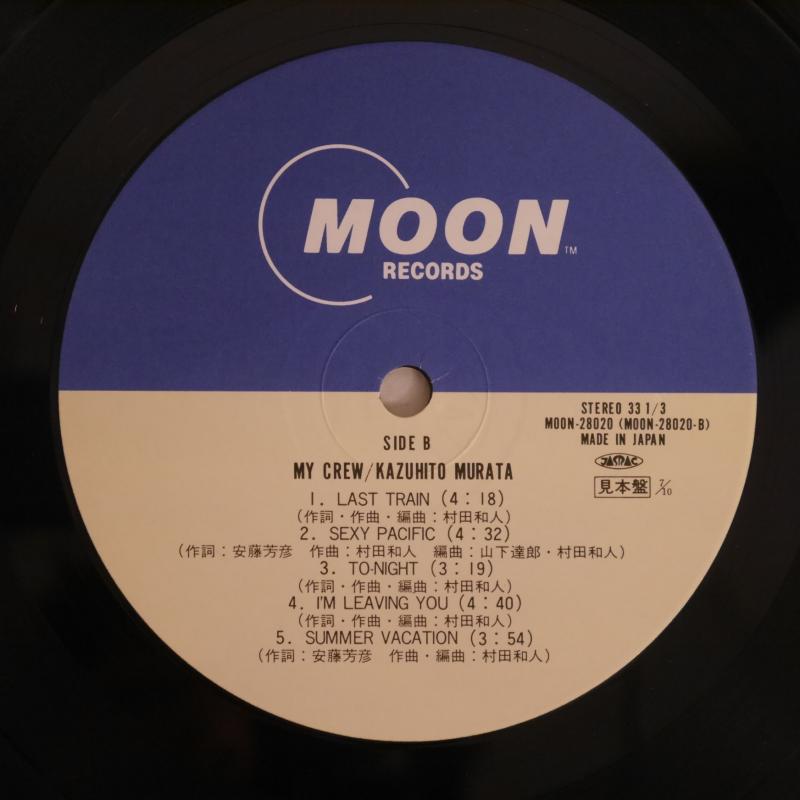 MOON™
RECORDS
STEREO 33 1/3
MOON-28020 (MOON-28020-B)
MADE IN JAPAN
JASRAC
見本盤 7/10
SIDE B
MY CREW/KAZUHITO MURATA
1. LAST TRAIN (4:18)
(作詞・作曲・編曲:村田和人)
2. SEXY PACIFIC (4:32)
(作詞:安藤芳彦 作曲:村田和人 編曲:山下達郎・村田和人)
3. TO-NIGHT (3:19)
(作詞・作曲・編曲:村田和人)
4. I'M LEAVING YOU (4:40)
(作詞・作曲・編曲:村田和人)
5. SUMMER VACATION (3:54)
(作詞:安藤芳彦 作曲・編曲:村田和人)